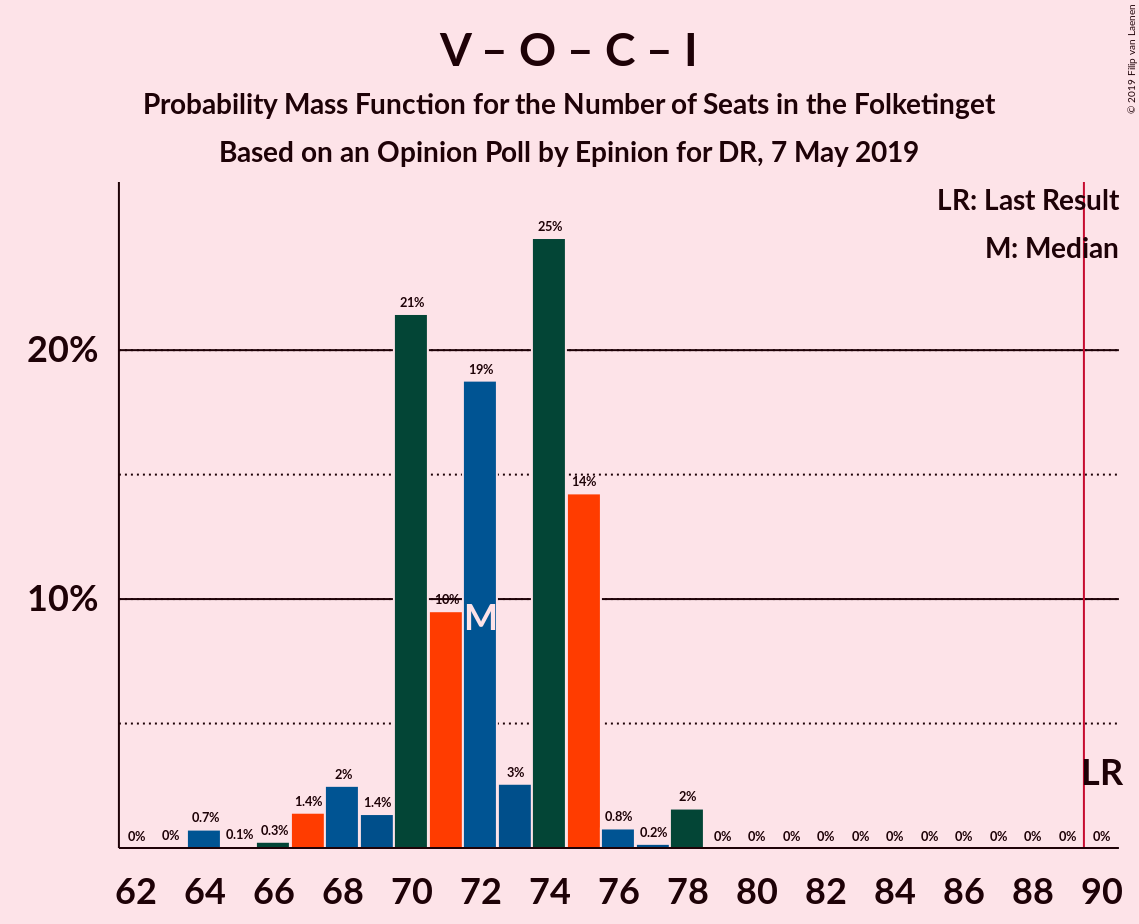 V – O – C – I
Probability Mass Function for the Number of Seats in the Folketinget
Based on an Opinion Poll by Epinion for DR, 7 May 2019
© 2019 Filip van Laenen
LR: Last Result
M: Median
20%
10%
0% 0% 0.7% 0.1% 0.3% 1.4% 2% 1.4% 21% 10% 19% 3% 25% 14% 0.8% 0.2% 2% 0% 0% 0% 0% 0% 0% 0% 0% 0% 0% 0% 0%
M
LR
62 64 66 68 70 72 74 76 78 80 82 84 86 88 90